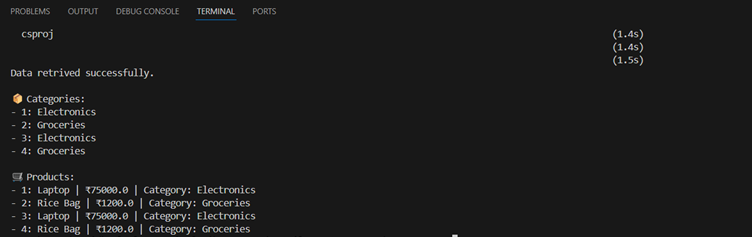 PROBLEMS OUTPUT DEBUG CONSOLE TERMINAL PORTS
csproj (1.4s)
(1.4s)
(1.5s)
Data retrived successfully.
📦 Categories:
- 1: Electronics
- 2: Groceries
- 3: Electronics
- 4: Groceries
🛒 Products:
- 1: Laptop | ₹75000.0 | Category: Electronics
- 2: Rice Bag | ₹1200.0 | Category: Groceries
- 3: Laptop | ₹75000.0 | Category: Electronics
- 4: Rice Bag | ₹1200.0 | Category: Groceries